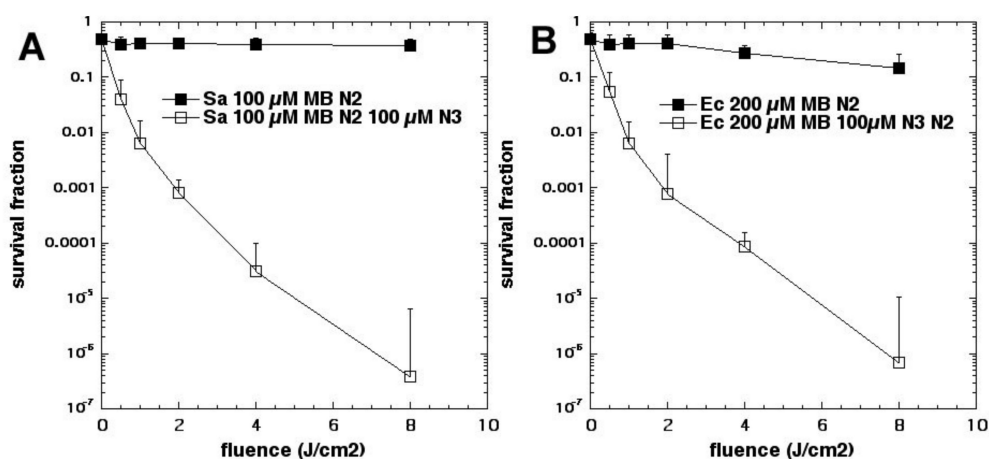 A
survival fraction
1
0.1
0.01
0.001
0.0001
10-5
10-6
10-7
Sa 100 µM MB N2
Sa 100 µM MB N2 100 µM N3
0 2 4 6 8 10
fluence (J/cm2)
B
survival fraction
1
0.1
0.01
0.001
0.0001
10-5
10-6
10-7
Ec 200 µM MB N2
Ec 200 µM MB 100µM N3 N2
0 2 4 6 8 10
fluence (J/cm2)